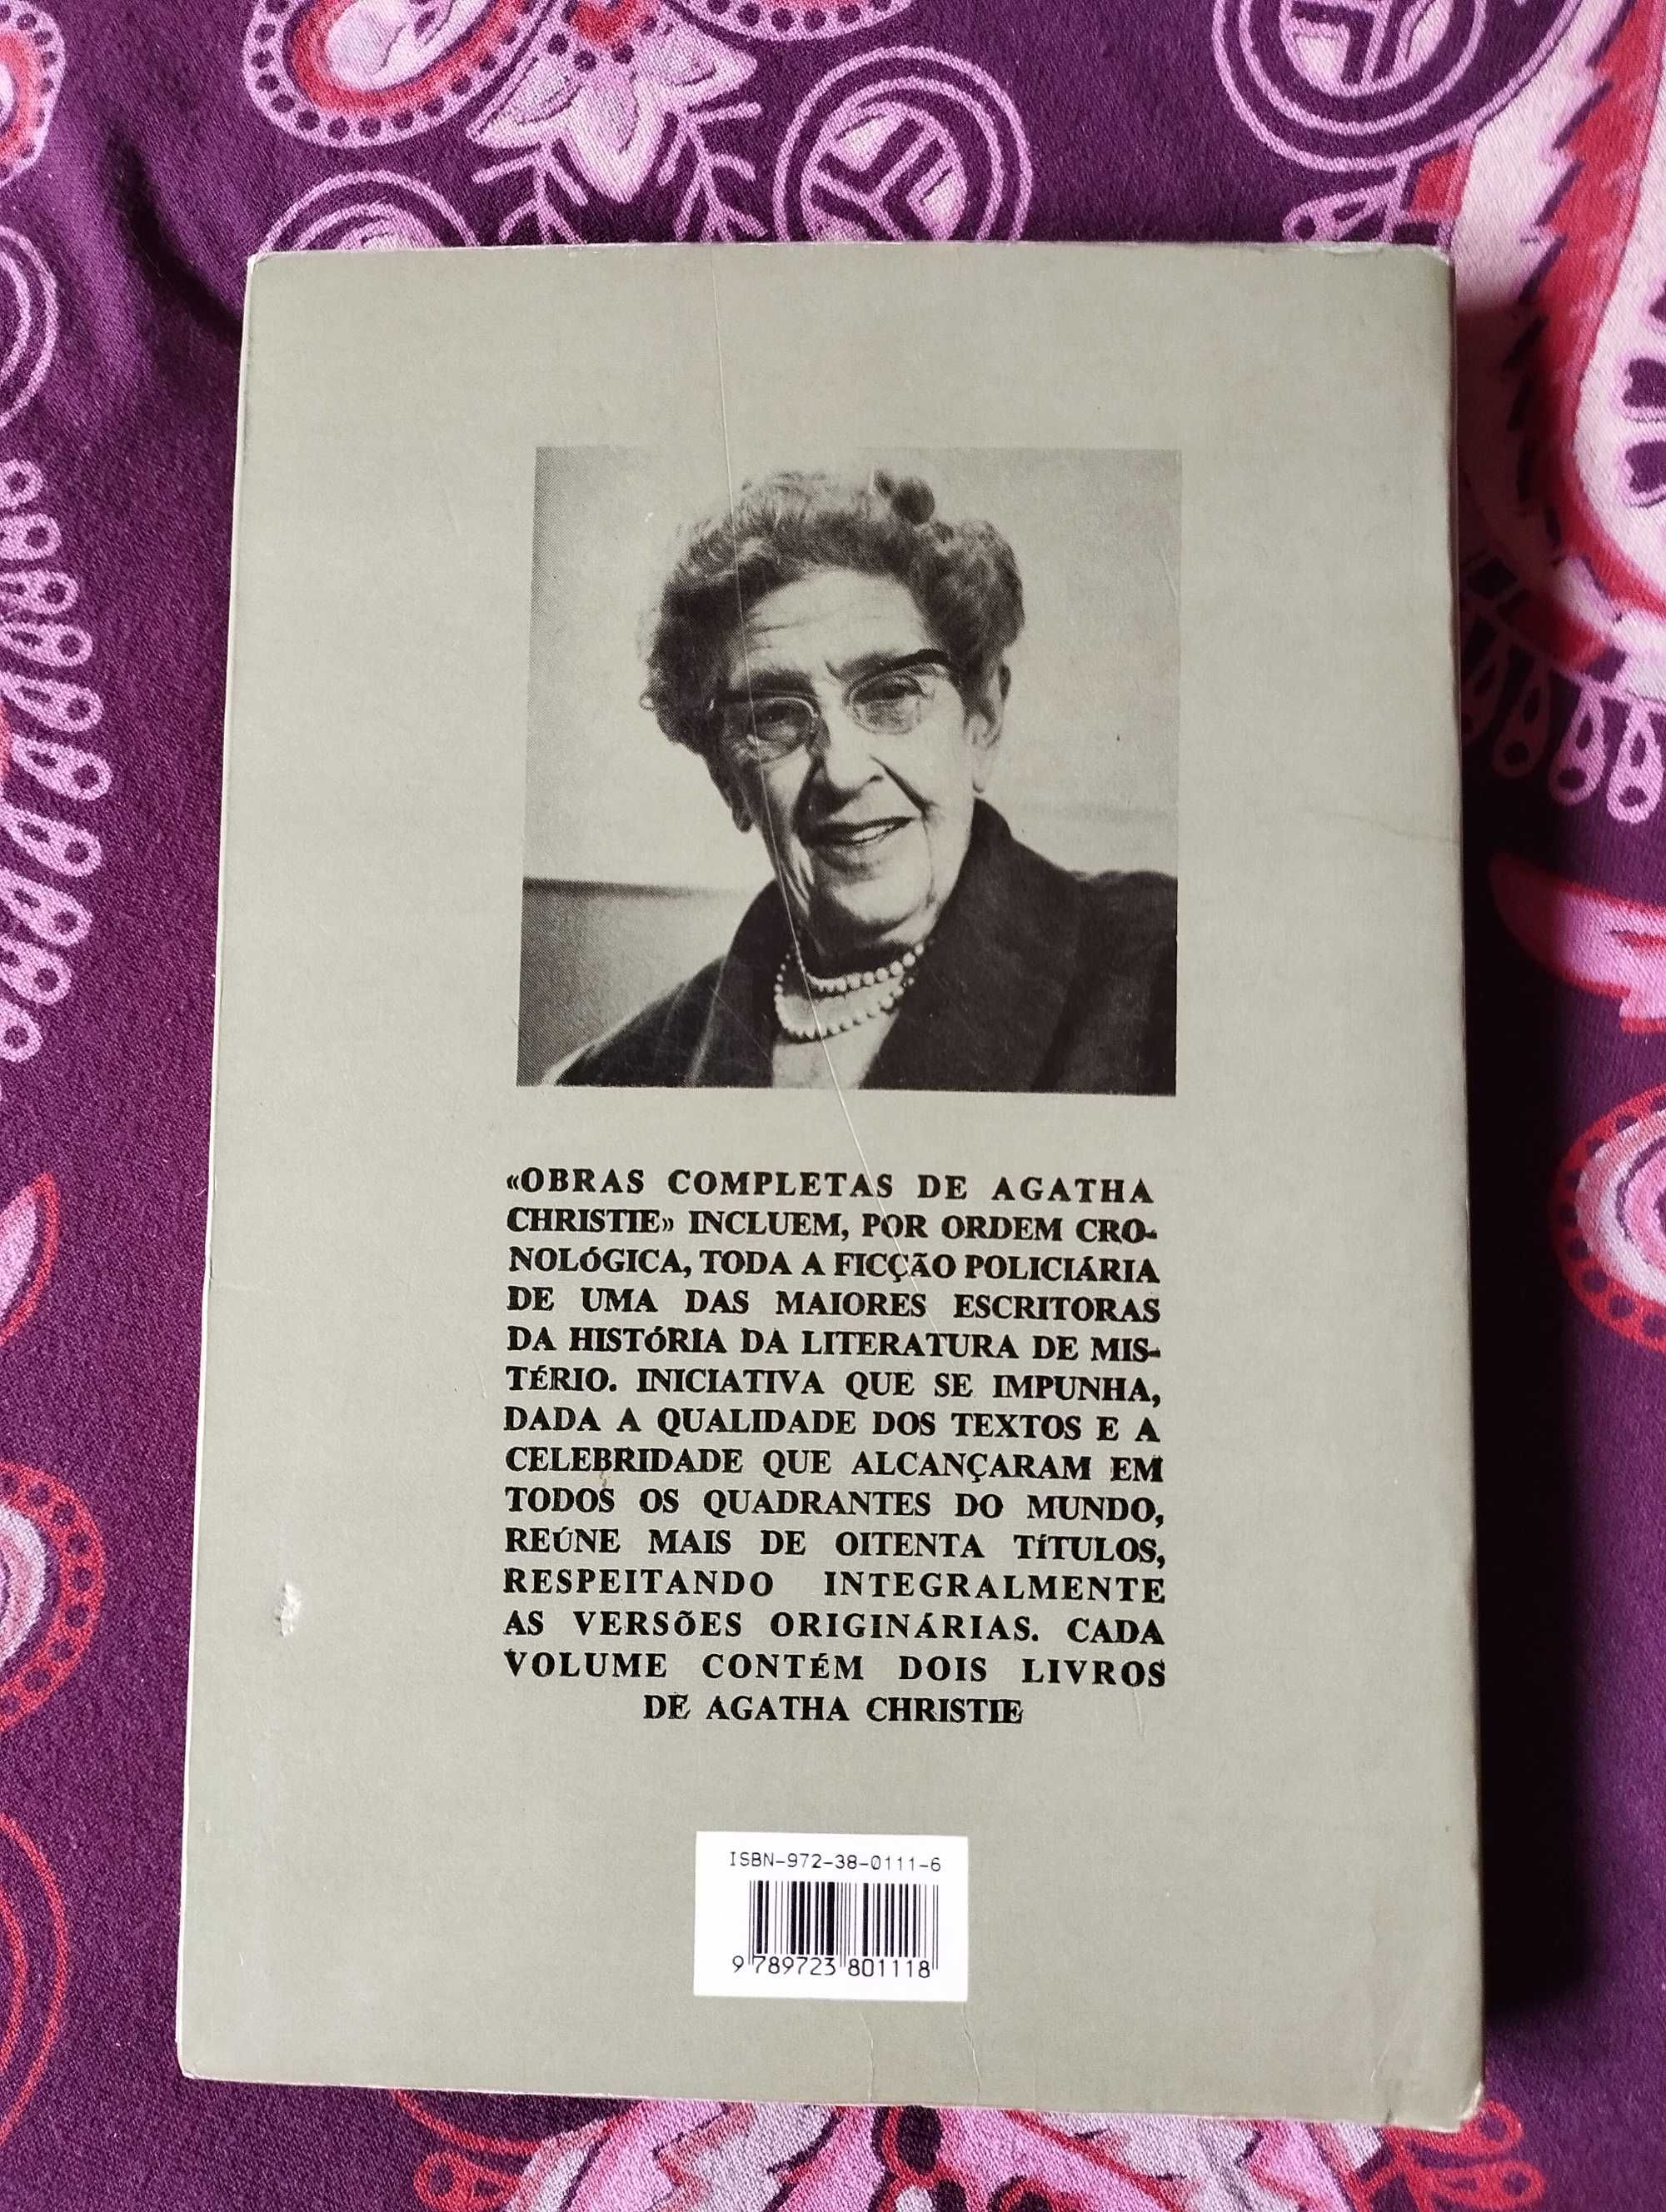 «OBRAS COMPLETAS DE AGATHA
CHRISTIE» INCLUEM, POR ORDEM CRO-
NOLÓGICA, TODA A FICÇÃO POLICIÁRIA
DE UMA DAS MAIORES ESCRITORAS
DA HISTÓRIA DA LITERATURA DE MIS-
TÉRIO. INICIATIVA QUE SE IMPUNHA,
DADA A QUALIDADE DOS TEXTOS E A
CELEBRIDADE QUE ALCANÇARAM EM
TODOS OS QUADRANTES DO MUNDO,
REÚNE MAIS DE OITENTA TÍTULOS,
RESPEITANDO INTEGRALMENTE
AS VERSÕES ORIGINÁRIAS. CADA
VOLUME CONTÉM DOIS LIVROS
DE AGATHA CHRISTIE
ISBN-972-38-0111-6
9 789723 801118